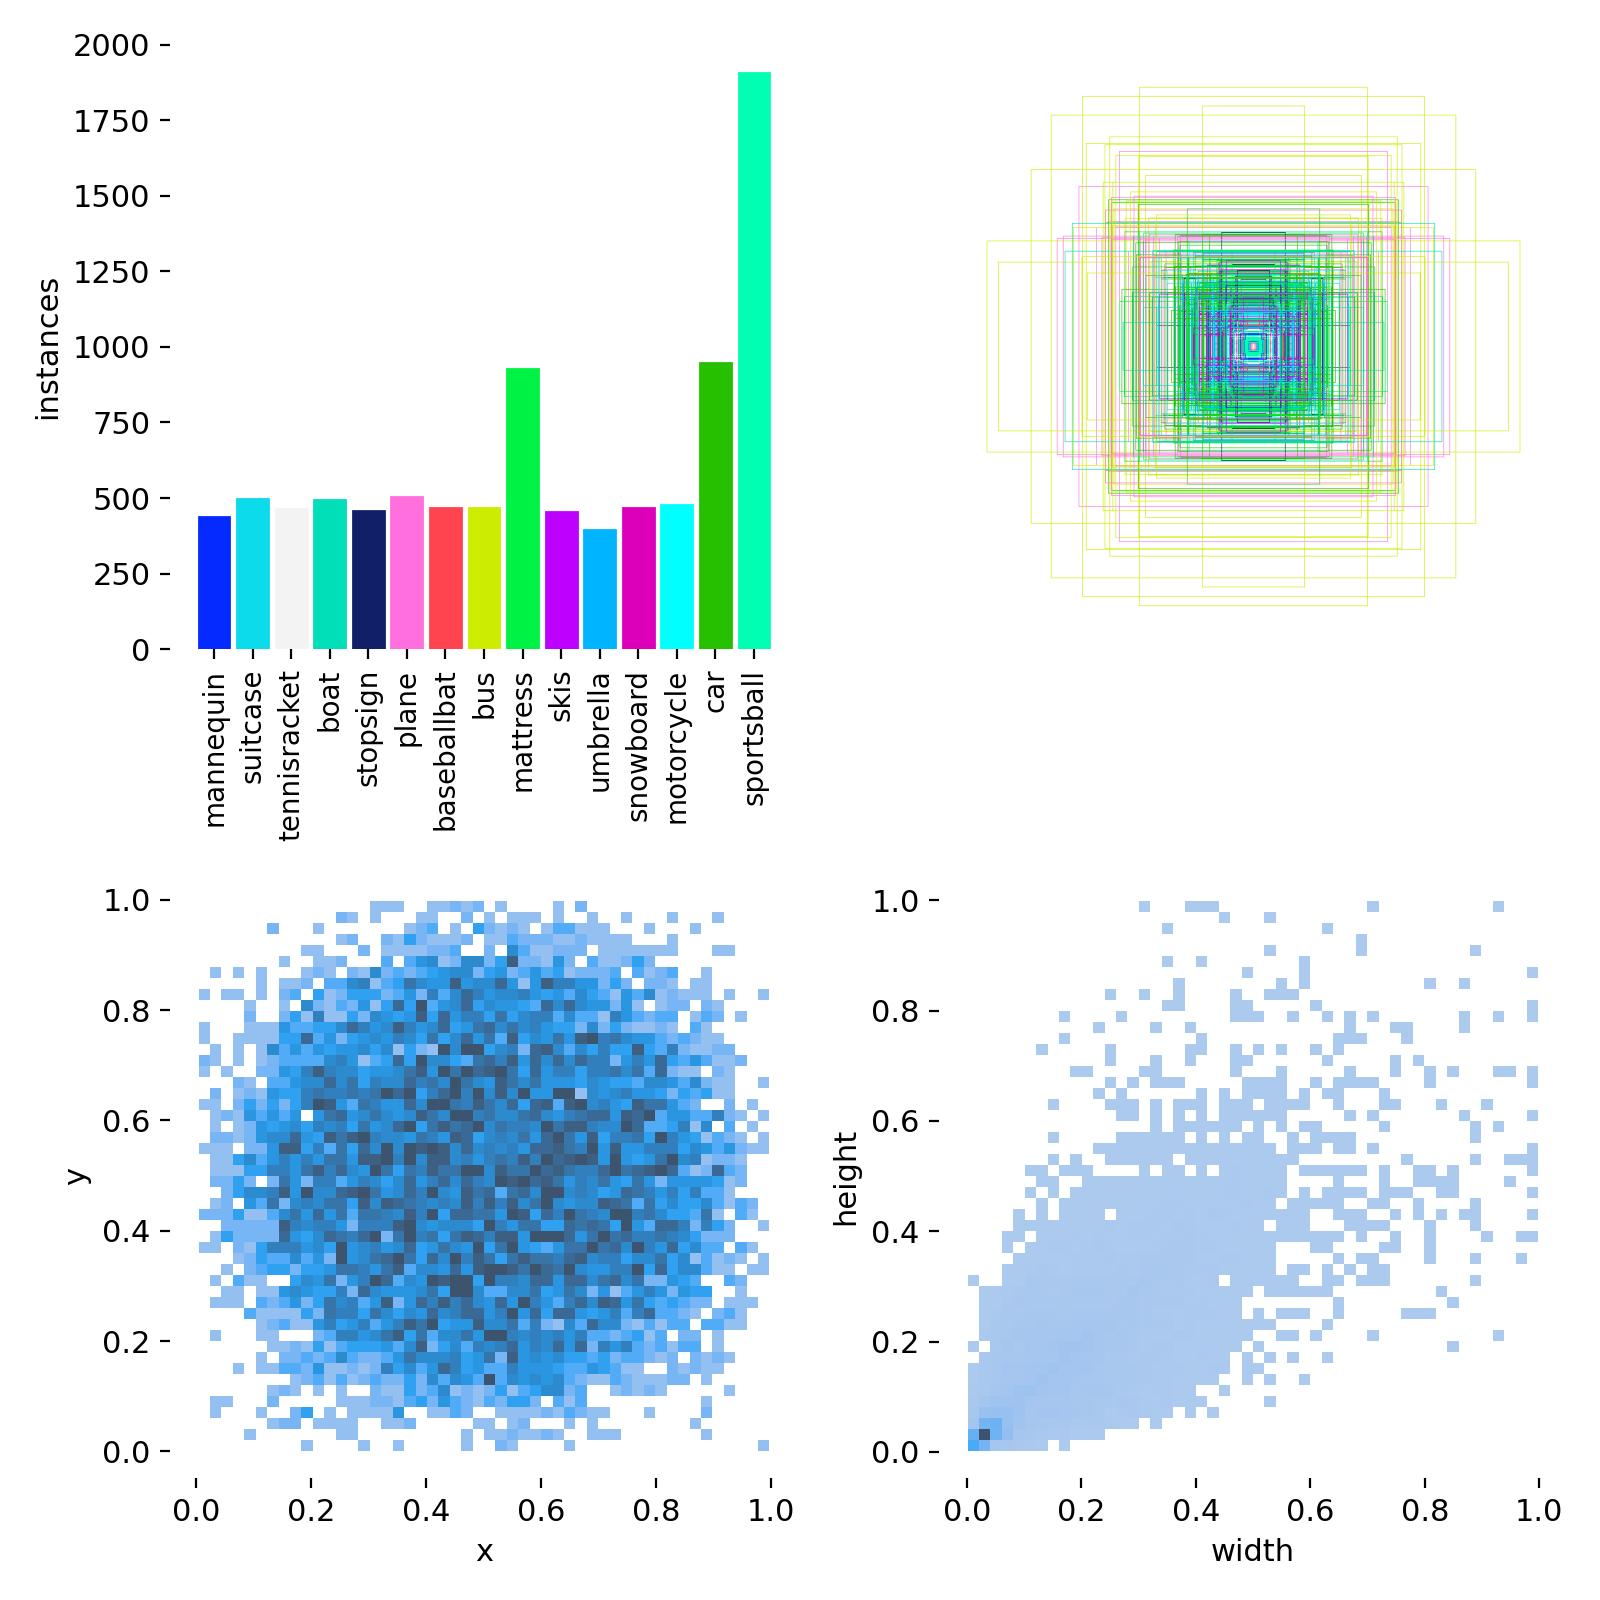 2000
1750
1500
1250
1000
750
500
250
0
instances
mannequin
suitcase
tennisracket
boat
stopsign
plane
baseballbat
bus
mattress
skis
umbrella
snowboard
motorcycle
car
sportsball
1.0
0.8
0.6
0.4
0.2
0.0
y
0.0 0.2 0.4 0.6 0.8 1.0
x
1.0
0.8
0.6
0.4
0.2
0.0
height
0.0 0.2 0.4 0.6 0.8 1.0
width